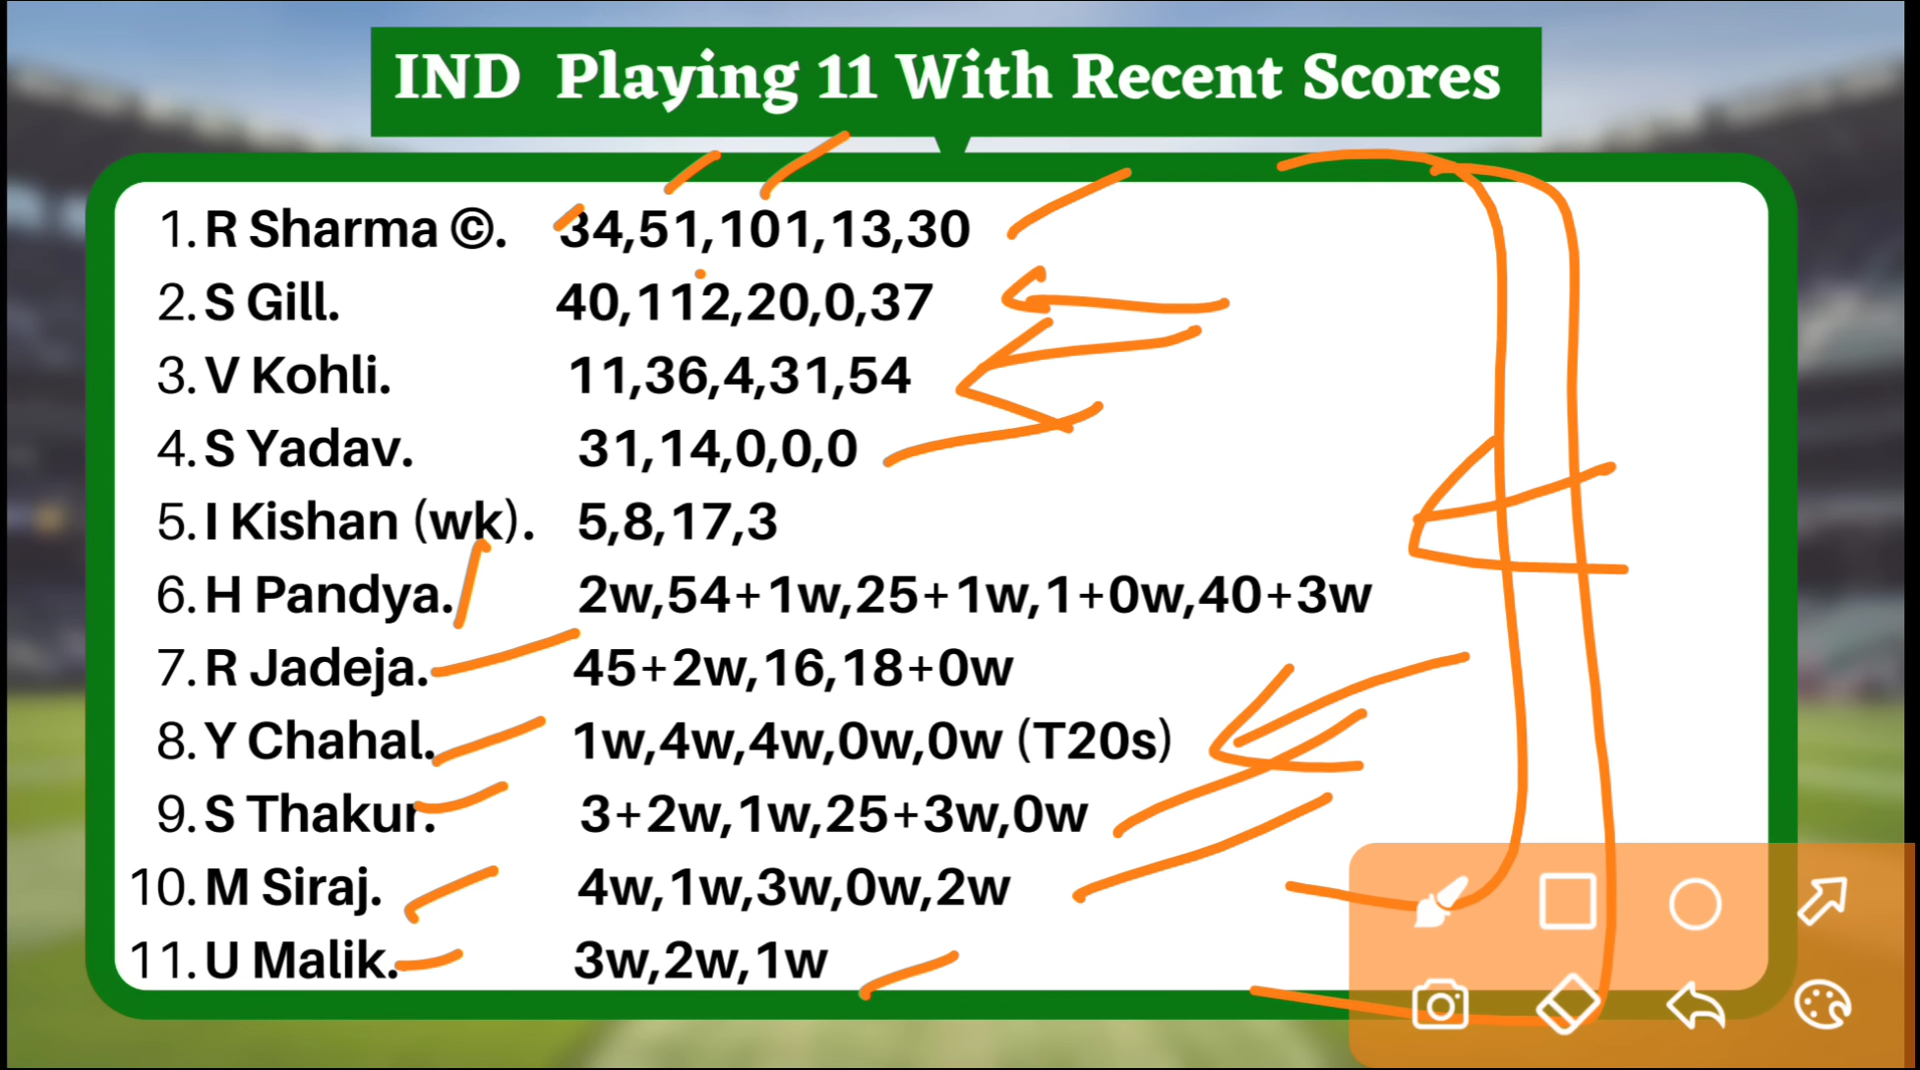 IND Playing 11 With Recent Scores
1. R Sharma ©. 34,51,101,13,30
2. S Gill. 40,112,20,0,37
3. V Kohli. 11,36,4,31,54
4. S Yadav. 31,14,0,0,0
5. I Kishan (wk). 5,8,17,3
6. H Pandya. 2w,54+1w,25+1w,1+0w,40+3w
7. R Jadeja. 45+2w,16,18+0w
8. Y Chahal. 1w,4w,4w,0w,0w (T20s)
9. S Thakur. 3+2w,1w,25+3w,0w
10. M Siraj. 4w,1w,3w,0w,2w
11. U Malik. 3w,2w,1w